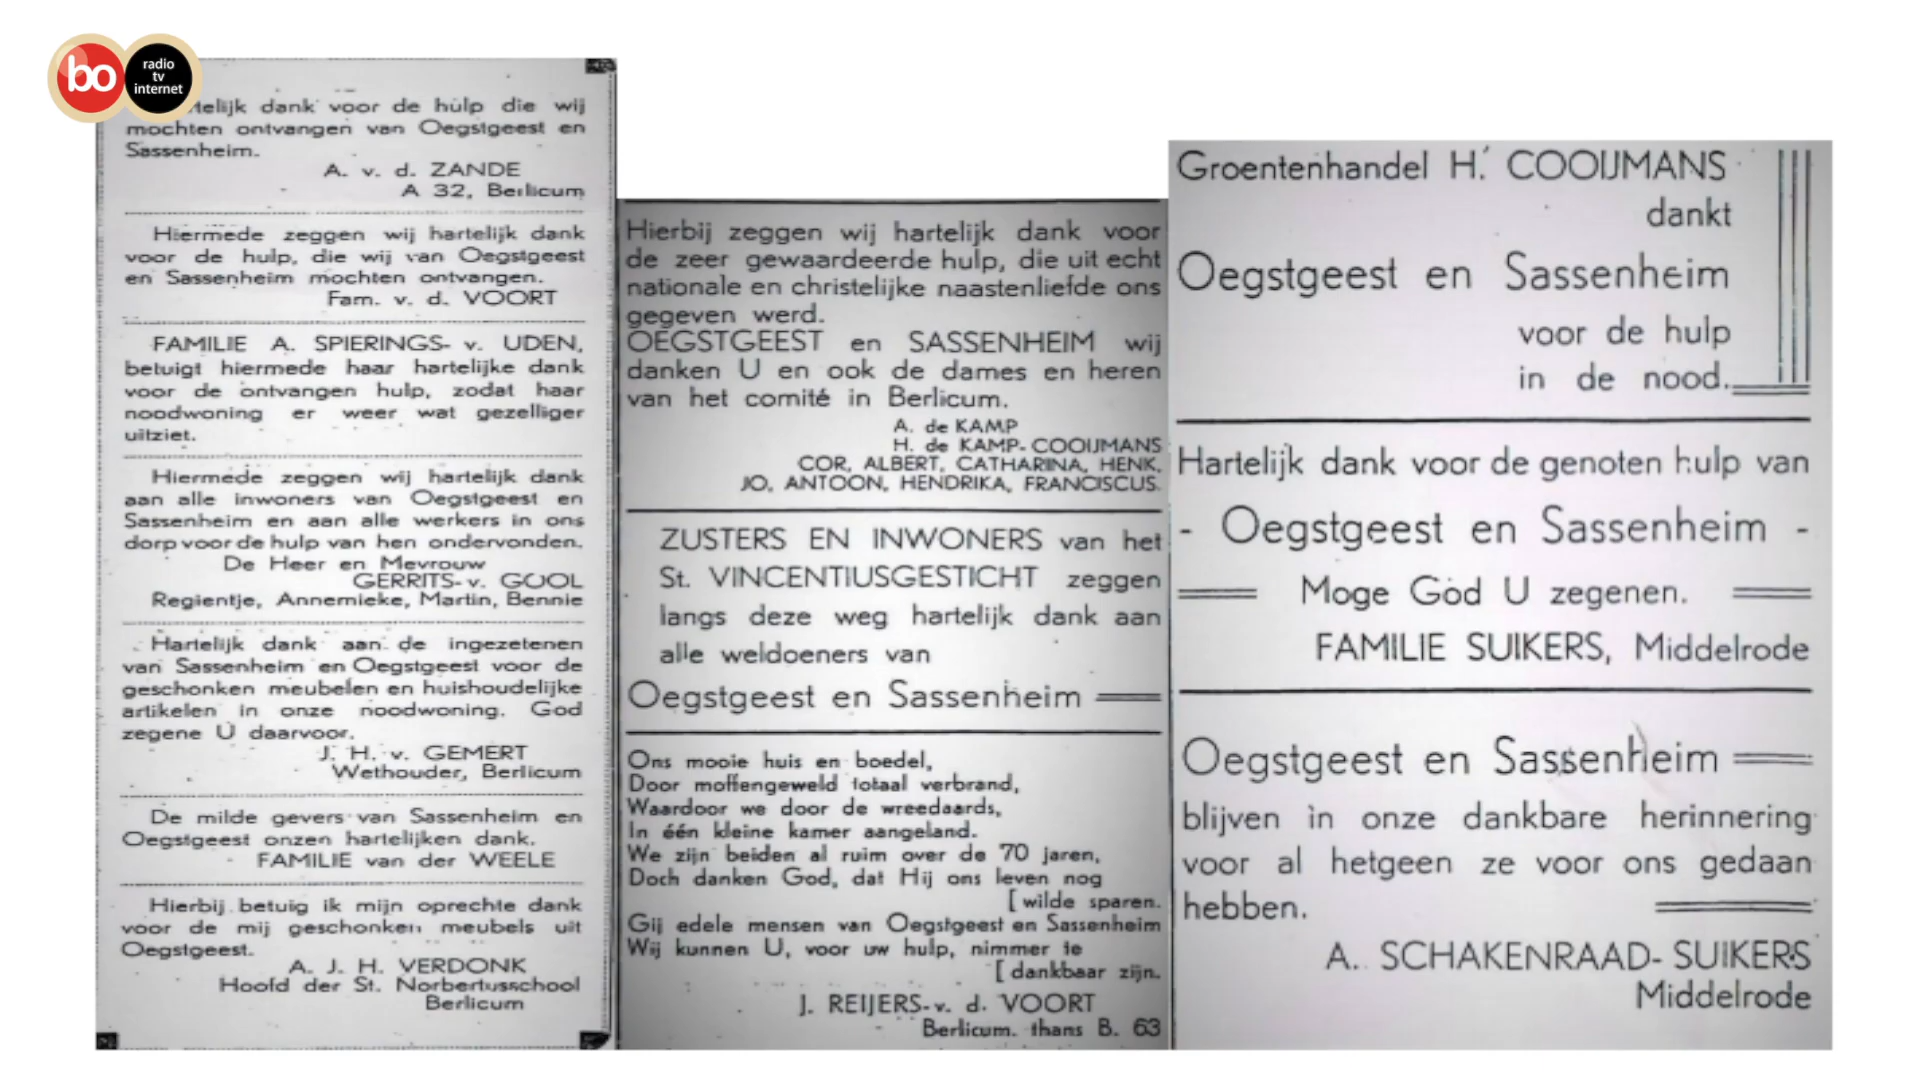 bo
radio
tv
internet
telijk dank voor de hulp die wij
mochten ontvangen van Oegstgeest en
Sassenheim.
A. v. d. ZANDE
A 32, Berlicum
Hiermede zeggen wij hartelijk dank
voor de hulp, die wij van Oegstgeest
en Sassenheim mochten ontvangen.
Fam. v. d. VOORT
FAMILIE A. SPIERINGS- v. UDEN,
betuigt hiermede haar hartelijke dank
voor de ontvangen hulp, zodat haar
noodwoning er weer wat gezelliger
uitziet.
Hiermede zeggen wij hartelijk dank
aan alle inwoners van Oegstgeest en
Sassenheim en aan alle werkers in ons
dorp voor de hulp van hen ondervonden.
De Heer en Mevrouw
GERRITS- v. GOOL
Regientje, Annemieke, Martin, Bennie
Hartelijk dank aan de ingezetenen
van Sassenheim en Oegstgeest voor de
geschonken meubelen en huishoudelijke
artikelen in onze noodwoning. God
zegene U daarvoor.
J. H. v. GEMERT
Wethouder, Berlicum
De milde gevers van Sassenheim en
Oegstgeest onzen hartelijken dank.
FAMILIE van der WEELE
Hierbij betuig ik mijn oprechte dank
voor de mij geschonken meubels uit
Oegstgeest.
A. J. H. VERDONK
Hoofd der St. Norbertusschool
Berlicum
Hierbij zeggen wij hartelijk dank voor
de zeer gewaardeerde hulp, die uit echt
nationale en christelijke naastenliefde ons
gegeven werd.
OEGSTGEEST en SASSENHEIM wij
danken U en ook de dames en heren
van het comité in Berlicum.
A. de KAMP
H. de KAMP- COOIJMANS
COR, ALBERT, CATHARINA, HENK,
JO, ANTOON, HENDRIKA, FRANCISCUS.
ZUSTERS EN INWONERS van het
St. VINCENTIUSGESTICHT zeggen
langs deze weg hartelijk dank aan
alle weldoeners van
Oegstgeest en Sassenheim
Ons mooie huis en boedel,
Door moffengeweld totaal verbrand,
Waardoor we door de wreedaards,
In één kleine kamer aangeland.
We zijn beiden al ruim over de 70 jaren,
Doch danken God, dat Hij ons leven nog
[ wilde sparen.
Gij edele mensen van Oegstgeest en Sassenheim
Wij kunnen U, voor uw hulp, nimmer te
[ dankbaar zijn.
J. REIJERS- v. d. VOORT
Berlicum. thans B. 63
Groentenhandel H. COOIJMANS
dankt
Oegstgeest en Sassenheim
voor de hulp
in de nood.
Hartelijk dank voor de genoten hulp van
- Oegstgeest en Sassenheim -
Moge God U zegenen.
FAMILIE SUIKERS, Middelrode
Oegstgeest en Sassenheim
blijven in onze dankbare herinnering
voor al hetgeen ze voor ons gedaan
hebben.
A. SCHAKENRAAD- SUIKERS
Middelrode